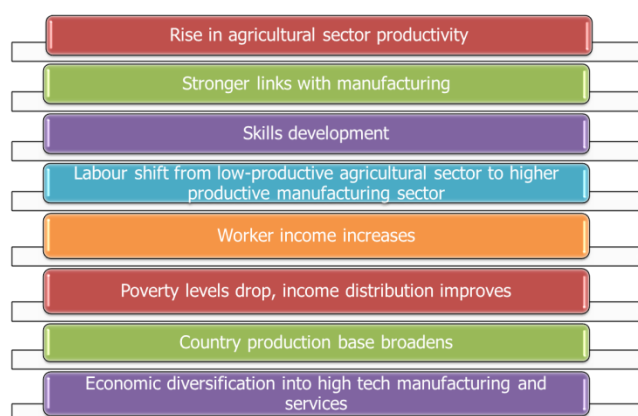 Rise in agricultural sector productivity
Stronger links with manufacturing
Skills development
Labour shift from low-productive agricultural sector to higher
productive manufacturing sector
Worker income increases
Poverty levels drop, income distribution improves
Country production base broadens
Economic diversification into high tech manufacturing and
services